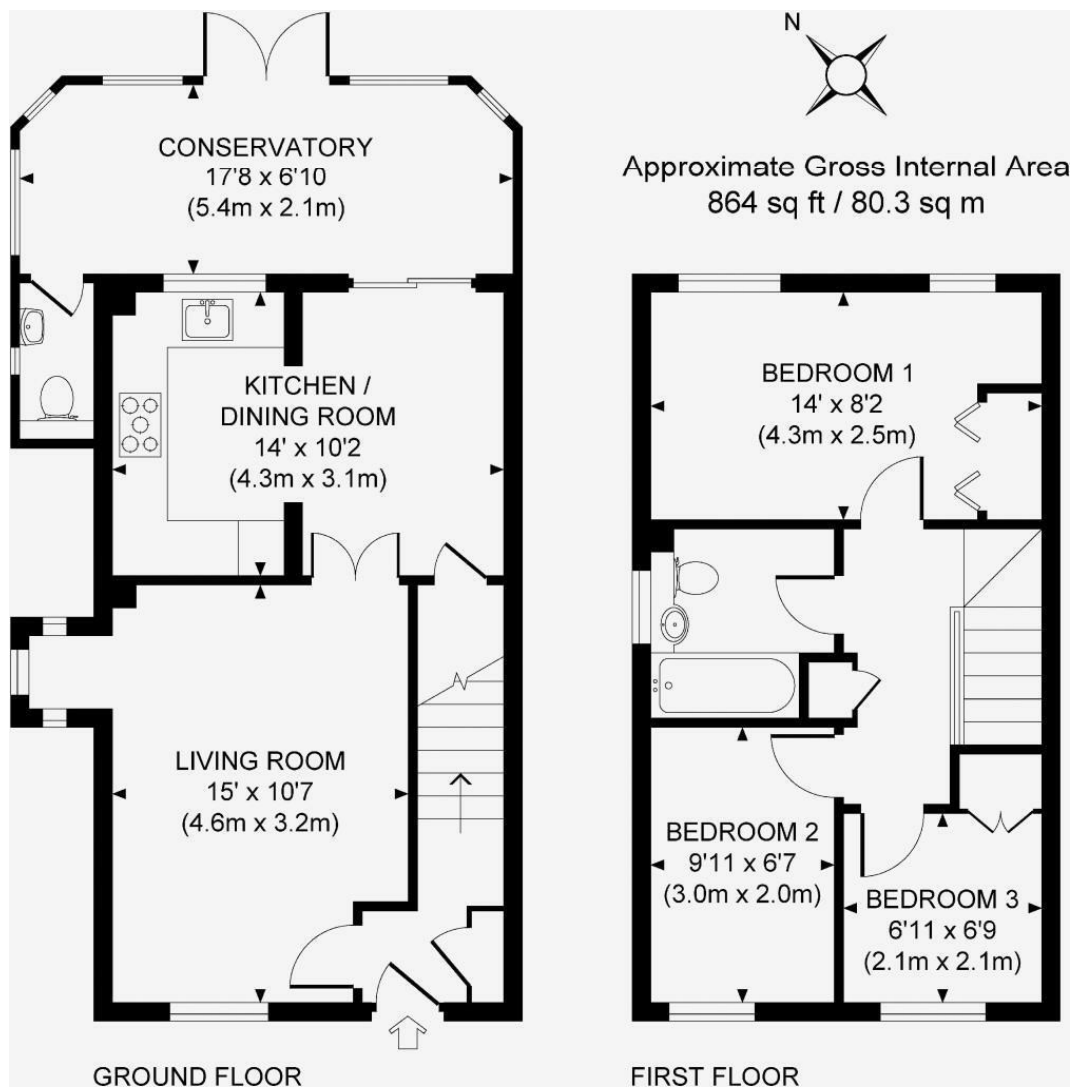 N
Approximate Gross Internal Area
864 sq ft / 80.3 sq m
CONSERVATORY
17'8 x 6'10
(5.4m x 2.1m)
KITCHEN /
DINING ROOM
14' x 10'2
(4.3m x 3.1m)
LIVING ROOM
15' x 10'7
(4.6m x 3.2m)
GROUND FLOOR
BEDROOM 1
14' x 8'2
(4.3m x 2.5m)
BEDROOM 2
9'11 x 6'7
(3.0m x 2.0m)
BEDROOM 3
6'11 x 6'9
(2.1m x 2.1m)
FIRST FLOOR